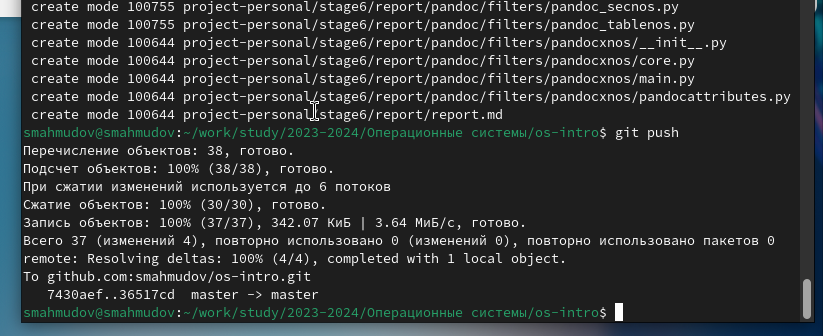 create mode 100755 project-personal/stage6/report/pandoc/filters/pandoc_secnos.py
create mode 100755 project-personal/stage6/report/pandoc/filters/pandoc_tablenos.py
create mode 100644 project-personal/stage6/report/pandoc/filters/pandocxnos/__init__.py
create mode 100644 project-personal/stage6/report/pandoc/filters/pandocxnos/core.py
create mode 100644 project-personal/stage6/report/pandoc/filters/pandocxnos/main.py
create mode 100644 project-personal/stage6/report/pandoc/filters/pandocxnos/pandocattributes.py
create mode 100644 project-personal/stage6/report/report.md
smahmudov@smahmudov:~/work/study/2023-2024/Операционные системы/os-intro$ git push
Перечисление объектов: 38, готово.
Подсчет объектов: 100% (38/38), готово.
При сжатии изменений используется до 6 потоков
Сжатие объектов: 100% (30/30), готово.
Запись объектов: 100% (37/37), 342.07 КиБ | 3.64 МиБ/с, готово.
Всего 37 (изменений 4), повторно использовано 0 (изменений 0), повторно использовано пакетов 0
remote: Resolving deltas: 100% (4/4), completed with 1 local object.
To github.com:smahmudov/os-intro.git
7430aef..36517cd  master -> master
smahmudov@smahmudov:~/work/study/2023-2024/Операционные системы/os-intro$